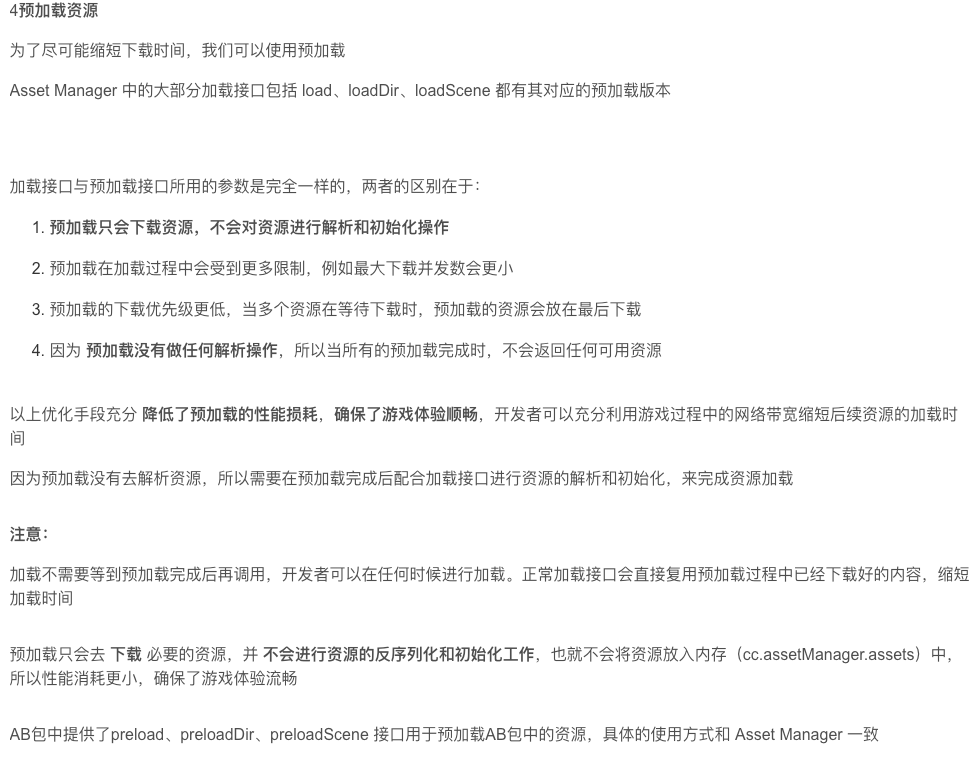 4预加载资源
为了尽可能缩短下载时间，我们可以使用预加载
Asset Manager 中的大部分加载接口包括 load、loadDir、loadScene 都有其对应的预加载版本
加载接口与预加载接口所用的参数是完全一样的，两者的区别在于：
1. 预加载只会下载资源，不会对资源进行解析和初始化操作
2. 预加载在加载过程中会受到更多限制，例如最大下载并发数会更小
3. 预加载的下载优先级更低，当多个资源在等待下载时，预加载的资源会放在最后下载
4. 因为 预加载没有做任何解析操作，所以当所有的预加载完成时，不会返回任何可用资源
以上优化手段充分 降低了预加载的性能损耗，确保了游戏体验顺畅，开发者可以充分利用游戏过程中的网络带宽缩短后续资源的加载时
间
因为预加载没有去解析资源，所以需要在预加载完成后配合加载接口进行资源的解析和初始化，来完成资源加载
注意：
加载不需要等到预加载完成后再调用，开发者可以在任何时候进行加载。正常加载接口会直接复用预加载过程中已经下载好的内容，缩短
加载时间
预加载只会去 下载 必要的资源，并 不会进行资源的反序列化和初始化工作，也就不会将资源放入内存（cc.assetManager.assets）中，
所以性能消耗更小，确保了游戏体验流畅
AB包中提供了preload、preloadDir、preloadScene 接口用于预加载AB包中的资源，具体的使用方式和 Asset Manager 一致